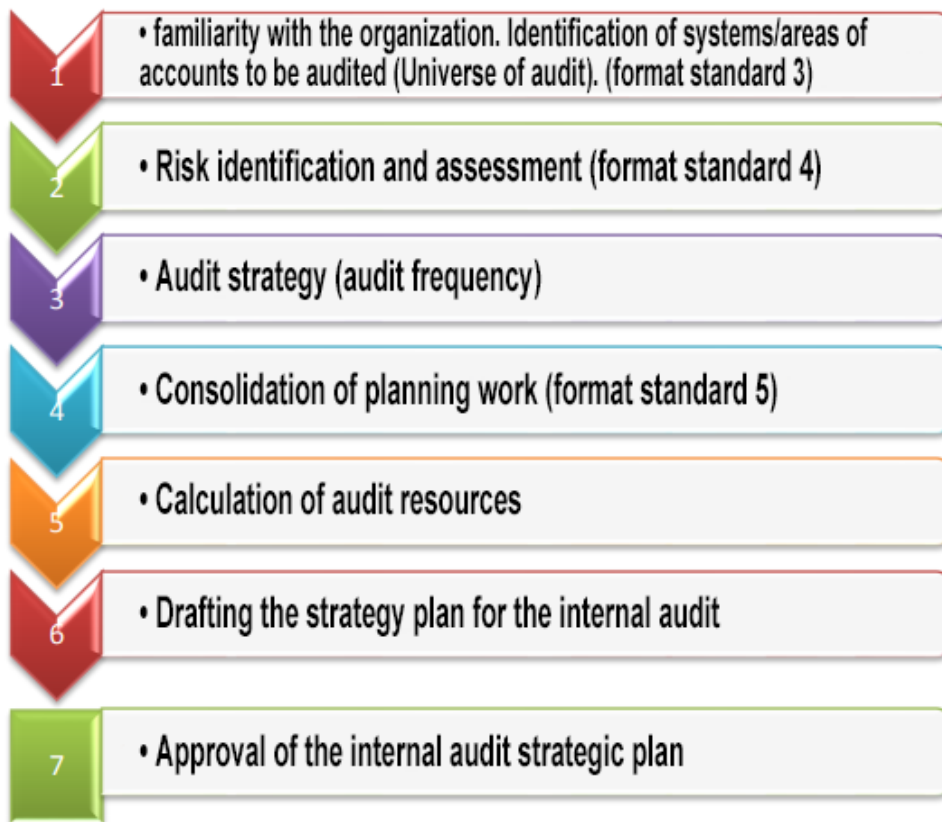 1
• familiarity with the organization. Identification of systems/areas of
accounts to be audited (Universe of audit). (format standard 3)
2
• Risk identification and assessment (format standard 4)
3
• Audit strategy (audit frequency)
4
• Consolidation of planning work (format standard 5)
5
• Calculation of audit resources
6
• Drafting the strategy plan for the internal audit
7
• Approval of the internal audit strategic plan